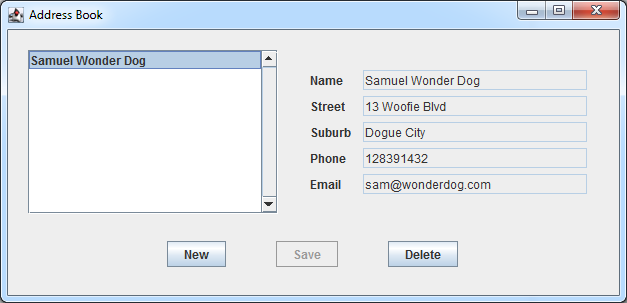 Address Book
Samuel Wonder Dog
Name Samuel Wonder Dog
Street 13 Woofie Blvd
Suburb Dogue City
Phone 128391432
Email sam@wonderdog.com
New Save Delete